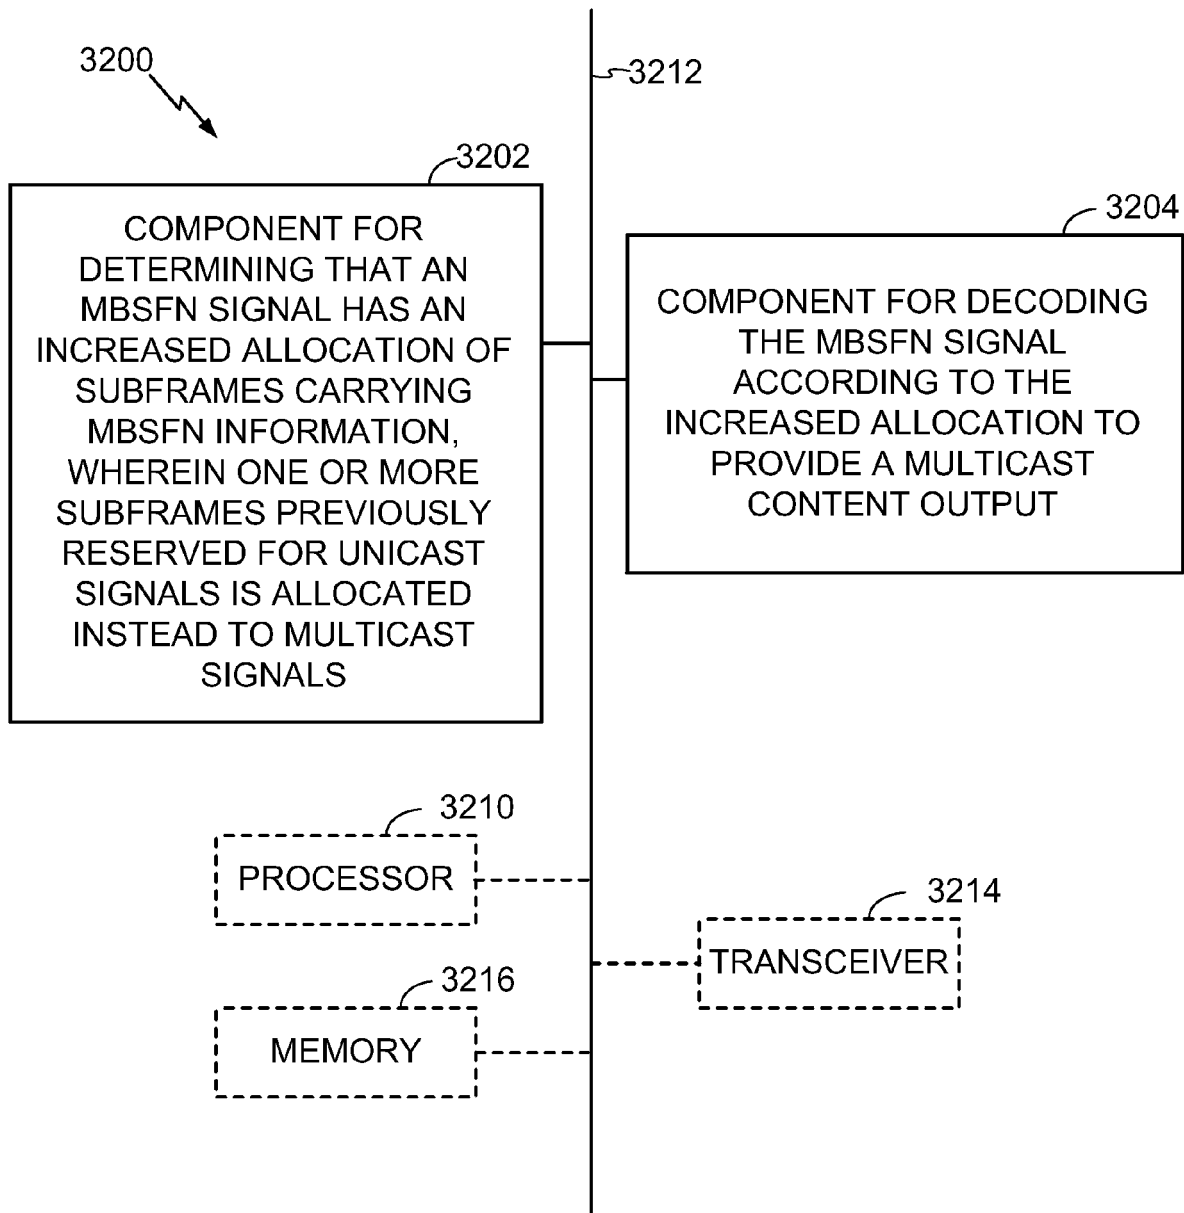 3200
3212
3202
COMPONENT FOR
DETERMINING THAT AN
MBSFN SIGNAL HAS AN
INCREASED ALLOCATION OF
SUBFRAMES CARRYING
MBSFN INFORMATION,
WHEREIN ONE OR MORE
SUBFRAMES PREVIOUSLY
RESERVED FOR UNICAST
SIGNALS IS ALLOCATED
INSTEAD TO MULTICAST
SIGNALS
3204
COMPONENT FOR DECODING
THE MBSFN SIGNAL
ACCORDING TO THE
INCREASED ALLOCATION TO
PROVIDE A MULTICAST
CONTENT OUTPUT
3210
PROCESSOR
3214
TRANSCEIVER
3216
MEMORY